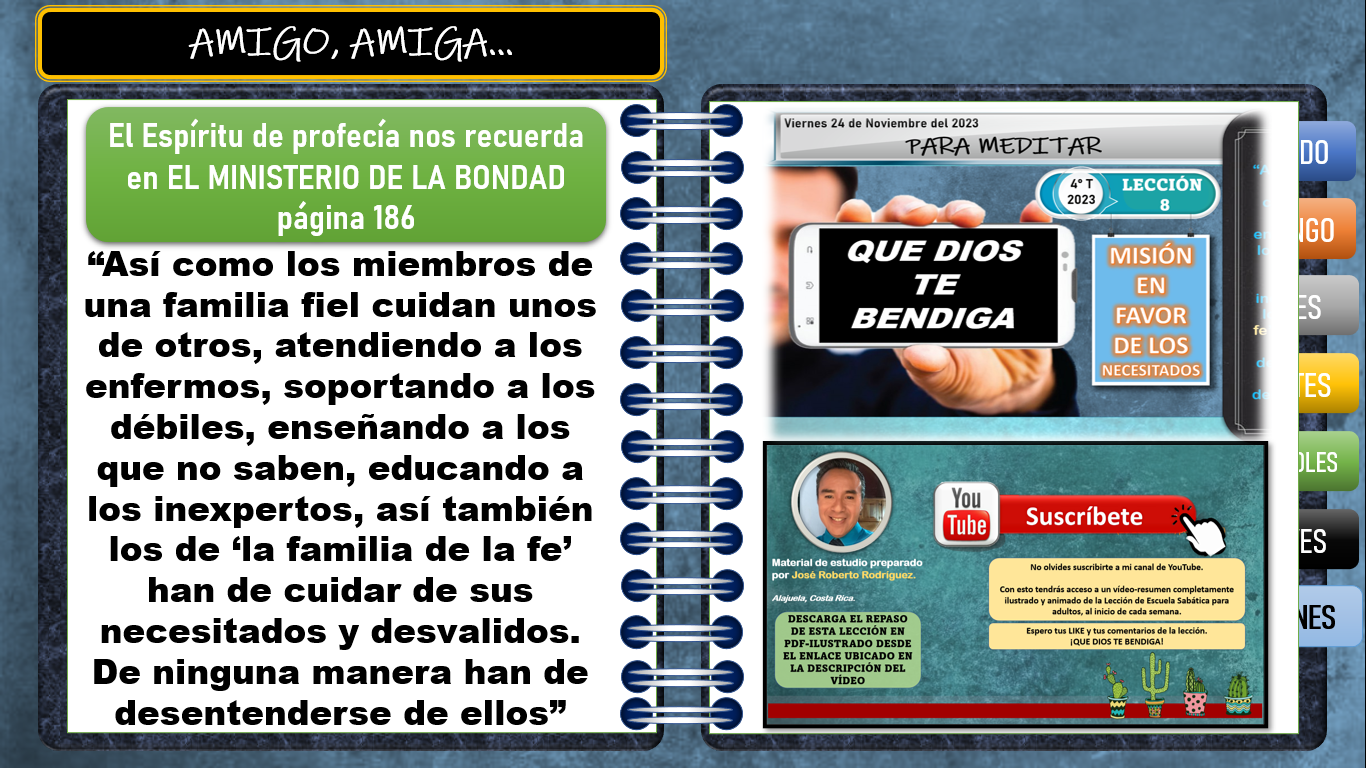 AMIGO, AMIGA...
El Espíritu de profecía nos recuerda
en EL MINISTERIO DE LA BONDAD
página 186
“Así como los miembros de
una familia fiel cuidan unos
de otros, atendiendo a los
enfermos, soportando a los
débiles, enseñando a los
que no saben, educando a
los inexpertos, así también
los de ‘la familia de la fe’
han de cuidar de sus
necesitados y desvalidos.
De ninguna manera han de
desentenderse de ellos”
Viernes 24 de Noviembre del 2023
PARA MEDITAR
4° T
2023
LECCIÓN
8
QUE DIOS
TE
BENDIGA
MISIÓN
EN
FAVOR
DE LOS
NECESITADOS
You
Tube
Suscríbete
Material de estudio preparado
por José Roberto Rodríguez.
Alajuela, Costa Rica.
DESCARGA EL REPASO
DE ESTA LECCIÓN EN
PDF-ILUSTRADO DESDE
EL ENLACE UBICADO EN
LA DESCRIPCIÓN DEL
VÍDEO
No olvides suscribirte a mi canal de YouTube.
Con esto tendrás acceso a un vídeo-resumen completamente
ilustrado y animado de la Lección de Escuela Sabática para
adultos, al inicio de cada semana.
Espero tus LIKE y tus comentarios de la lección.
¡QUE DIOS TE BENDIGA!
DO
NGO
ES
TES
OLES
ES
NES